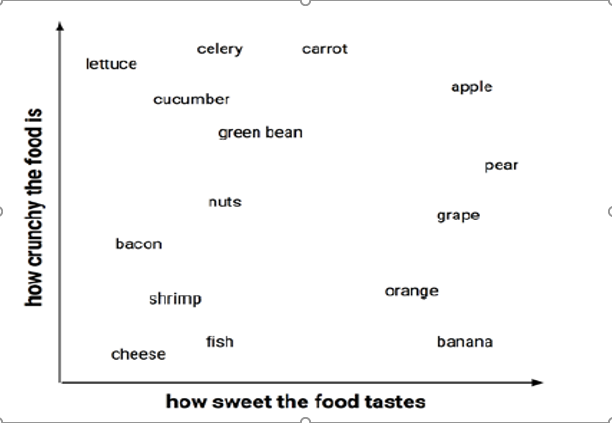 celery
carrot
lettuce
apple
cucumber
green bean
pear
nuts
grape
bacon
orange
shrimp
fish
banana
cheese
how crunchy the food is
how sweet the food tastes